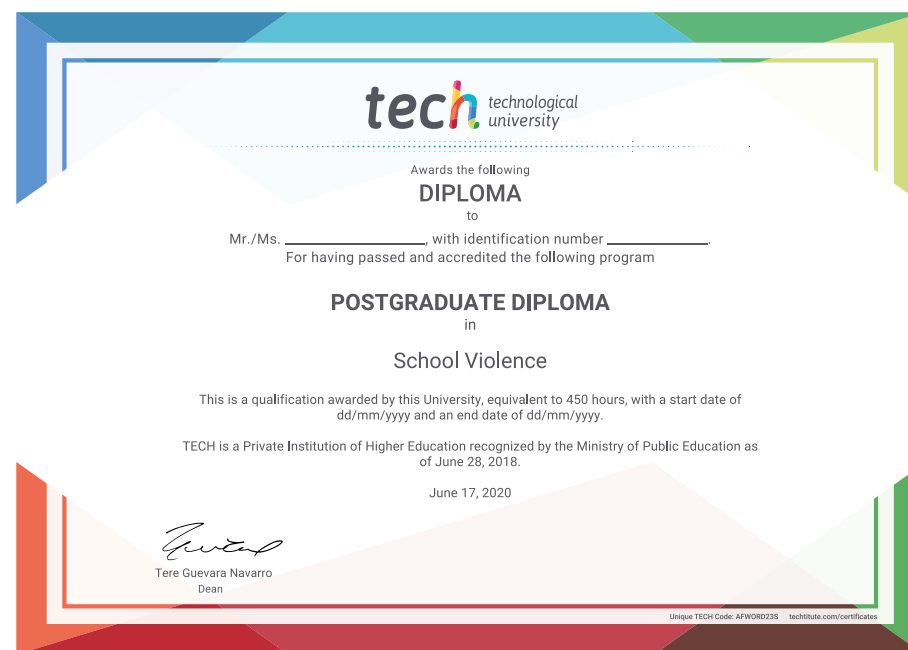 tech technological
university
Awards the following
DIPLOMA
to
Mr./Ms. ____________, with identification number ____________.
For having passed and accredited the following program
POSTGRADUATE DIPLOMA
in
School Violence
This is a qualification awarded by this University, equivalent to 450 hours, with a start date of
dd/mm/yyyy and an end date of dd/mm/yyyy.
TECH is a Private Institution of Higher Education recognized by the Ministry of Public Education as
of June 28, 2018.
June 17, 2020
Tere Guevara Navarro
Dean
Unique TECH Code: AFWORD23S techtitute.com/certificates